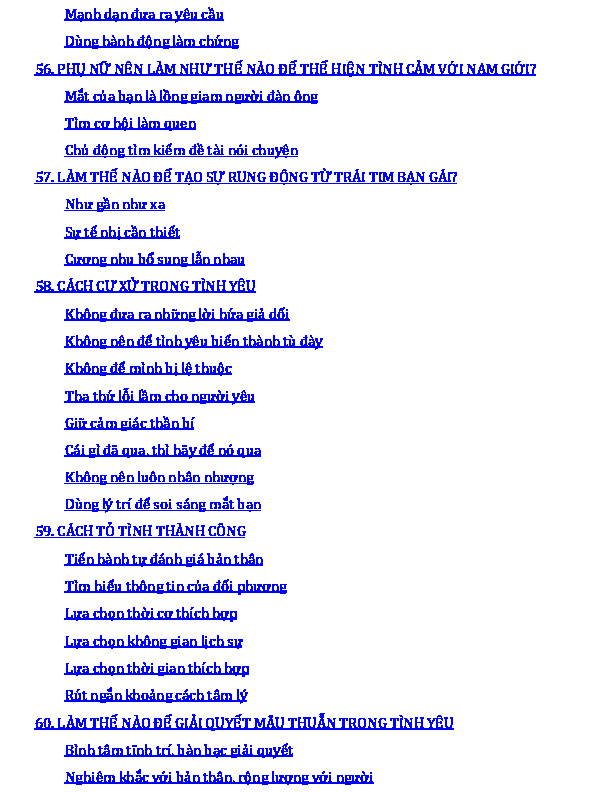 Mạnh dạn đưa ra yêu cầu
Dùng hành động làm chứng
56. PHỤ NỮ NÊN LÀM NHƯ THẾ NÀO ĐỂ THỂ HIỆN TÌNH CẢM VỚI NAM GIỚI?
Mắt của bạn là lồng giam người đàn ông
Tìm cơ hội làm quen
Chủ động tìm kiếm đề tài nói chuyện
57. LÀM THẾ NÀO ĐỂ TẠO SỰ RUNG ĐỘNG TỪ TRÁI TIM BẠN GÁI?
Như gần như xa
Sự tế nhị cần thiết
Cương nhu bổ sung lẫn nhau
58. CÁCH CƯ XỬ TRONG TÌNH YÊU
Không đưa ra những lời hứa giả dối
Không nên để tình yêu biến thành tù đày
Không để mình bị lệ thuộc
Tha thứ lỗi lầm cho người yêu
Giữ cảm giác thần bí
Cái gì đã qua, thì hãy để nó qua
Không nên luôn nhân nhượng
Dùng lý trí để soi sáng mắt bạn
59. CÁCH TỎ TÌNH THÀNH CÔNG
Tiến hành tự đánh giá bản thân
Tìm hiểu thông tin của đối phương
Lựa chọn thời cơ thích hợp
Lựa chọn không gian lịch sự
Lựa chọn thời gian thích hợp
Rút ngắn khoảng cách tâm lý
60. LÀM THẾ NÀO ĐỂ GIẢI QUYẾT MÂU THUẪN TRONG TÌNH YÊU
Bình tâm tĩnh trí, bàn bạc giải quyết
Nghiêm khắc với bản thân, rộng lượng với người